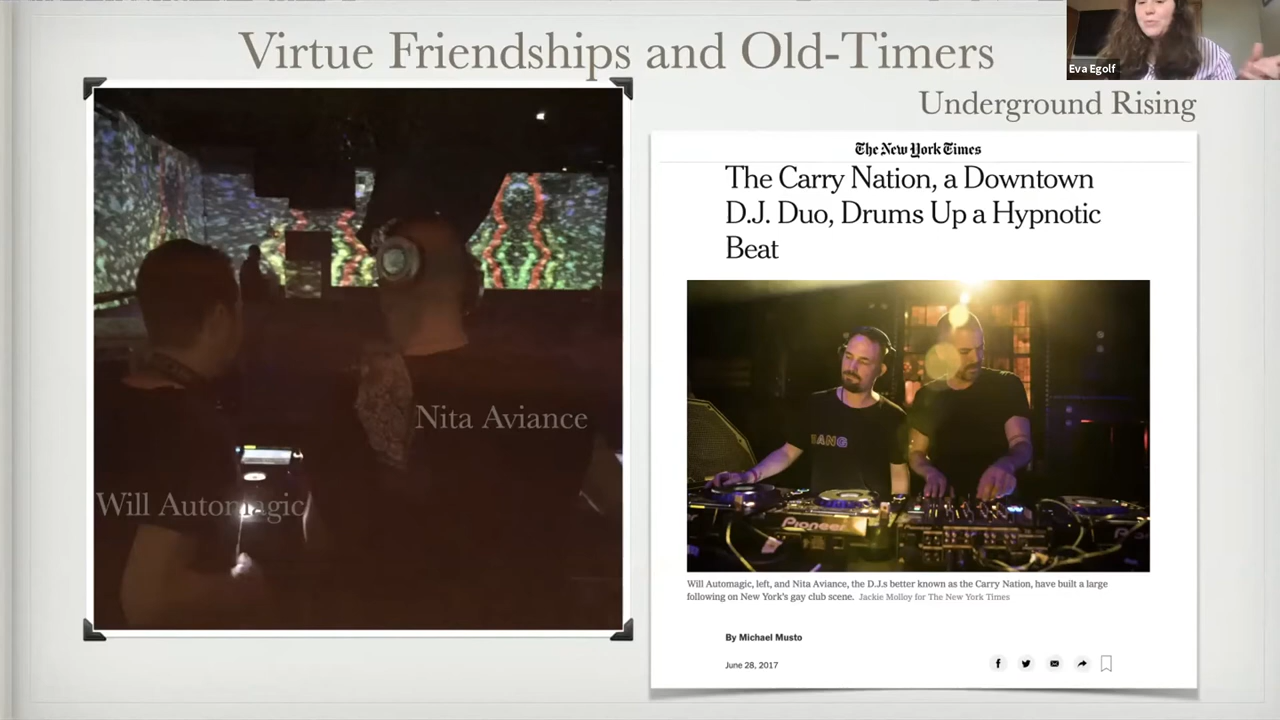 Virtue Friendships and Old-Timers
Eva Egolf
Underground Rising
Nita Aviance
Will Automagic
The New York Times
The Carry Nation, a Downtown
D.J. Duo, Drums Up a Hypnotic
Beat
BANG
Pioneer
Will Automagic, left, and Nita Aviance, the D.J.s better known as the Carry Nation, have built a large
following on New York's gay club scene. Jackie Molloy for The New York Times
By Michael Musto
June 28, 2017